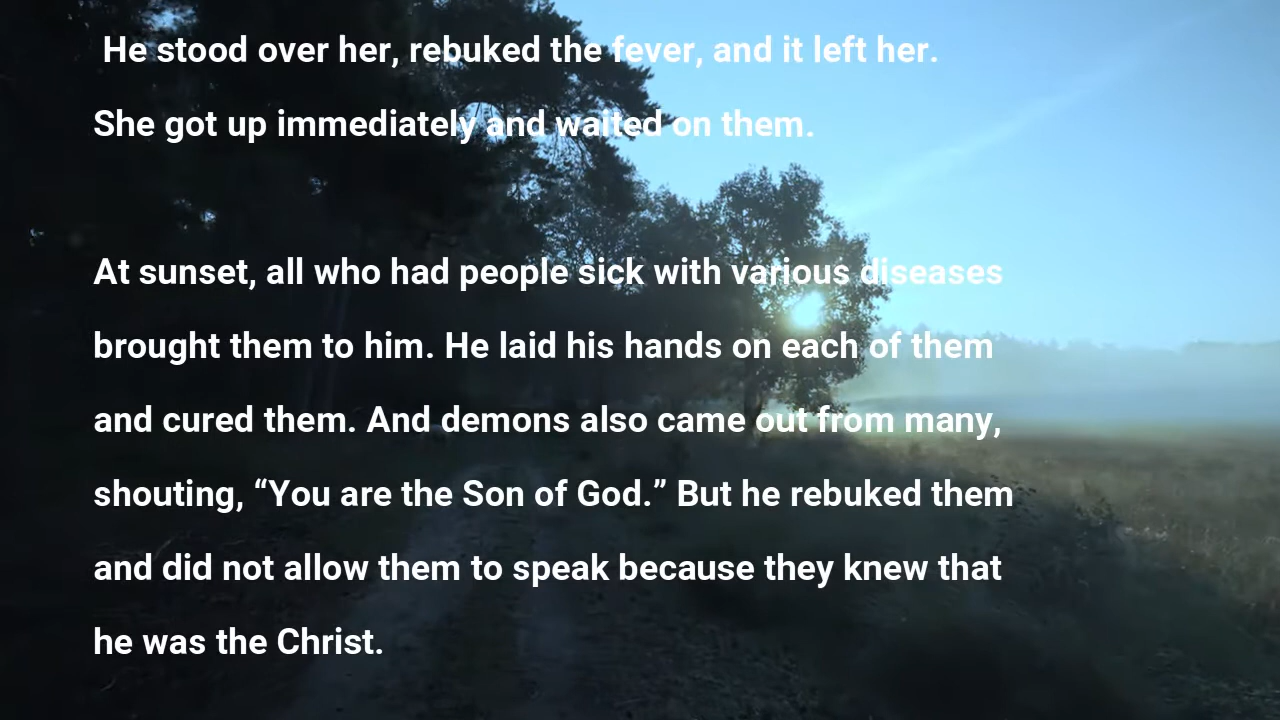 He stood over her, rebuked the fever, and it left her.
She got up immediately and waited on them.
At sunset, all who had people sick with various diseases
brought them to him. He laid his hands on each of them
and cured them. And demons also came out from many,
shouting, “You are the Son of God.” But he rebuked them
and did not allow them to speak because they knew that
he was the Christ.